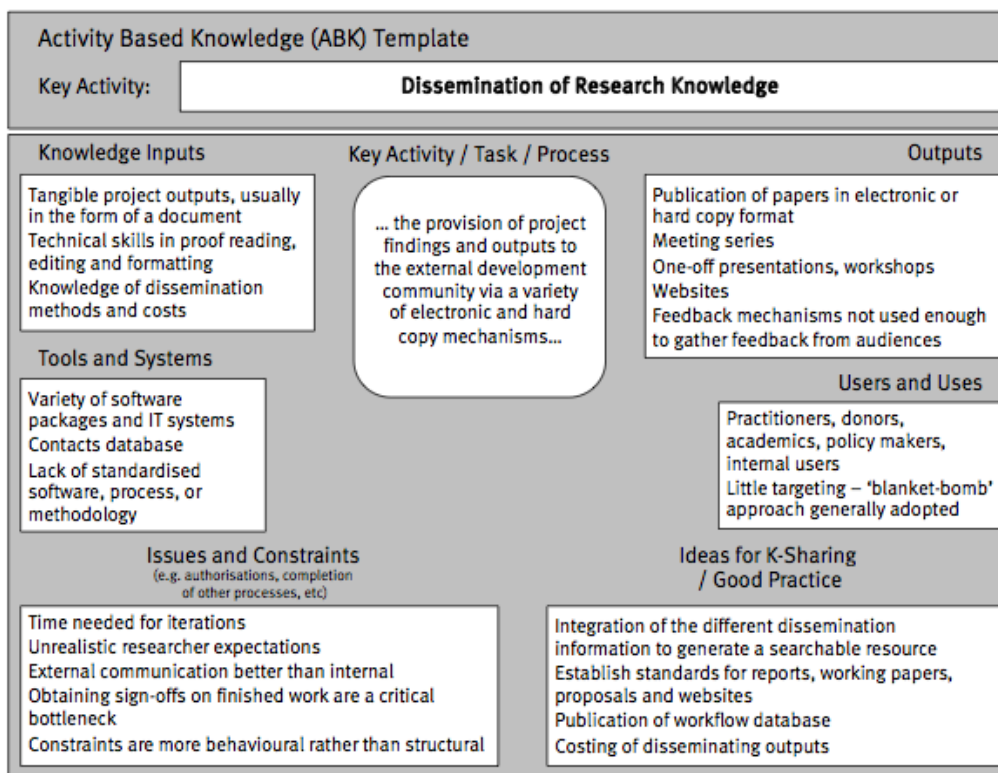 Activity Based Knowledge (ABK) Template
Key Activity:
Dissemination of Research Knowledge
Knowledge Inputs
Tangible project outputs, usually
in the form of a document
Technical skills in proof reading,
editing and formatting
Knowledge of dissemination
methods and costs
Key Activity / Task / Process
... the provision of project
findings and outputs to
the external development
community via a variety
of electronic and hard
copy mechanisms...
Outputs
Publication of papers in electronic or
hard copy format
Meeting series
One-off presentations, workshops
Websites
Feedback mechanisms not used enough
to gather feedback from audiences
Tools and Systems
Variety of software
packages and IT systems
Contacts database
Lack of standardised
software, process, or
methodology
Users and Uses
Practitioners, donors,
academics, policy makers,
internal users
Little targeting – ‘blanket-bomb’
approach generally adopted
Issues and Constraints
(e.g. authorisations, completion
of other processes, etc)
Time needed for iterations
Unrealistic researcher expectations
External communication better than internal
Obtaining sign-offs on finished work are a critical
bottleneck
Constraints are more behavioural rather than structural
Ideas for K-Sharing
/ Good Practice
Integration of the different dissemination
information to generate a searchable resource
Establish standards for reports, working papers,
proposals and websites
Publication of workflow database
Costing of disseminating outputs